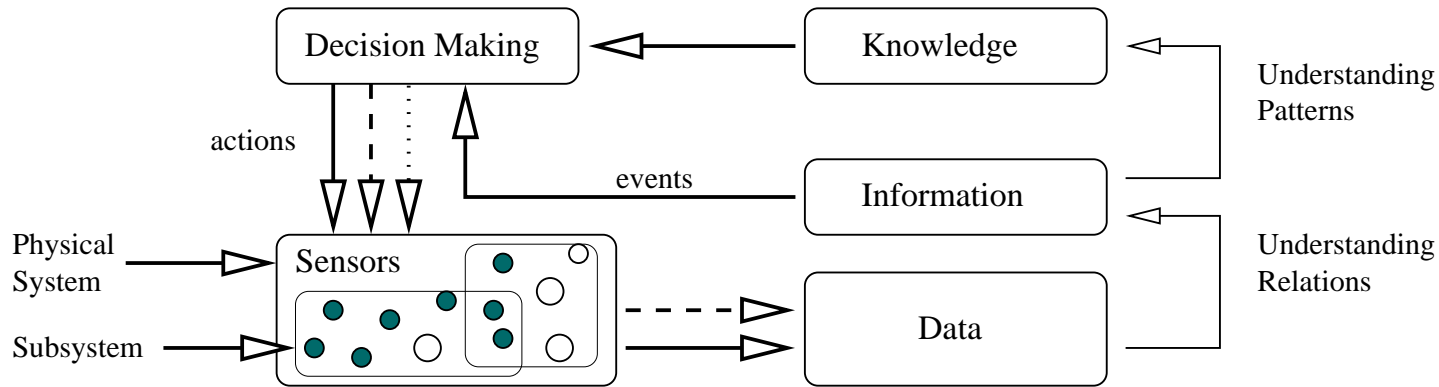 Decision Making
Knowledge
Understanding
Patterns
actions
events
Information
Physical
System
Sensors
Understanding
Relations
Subsystem
Data